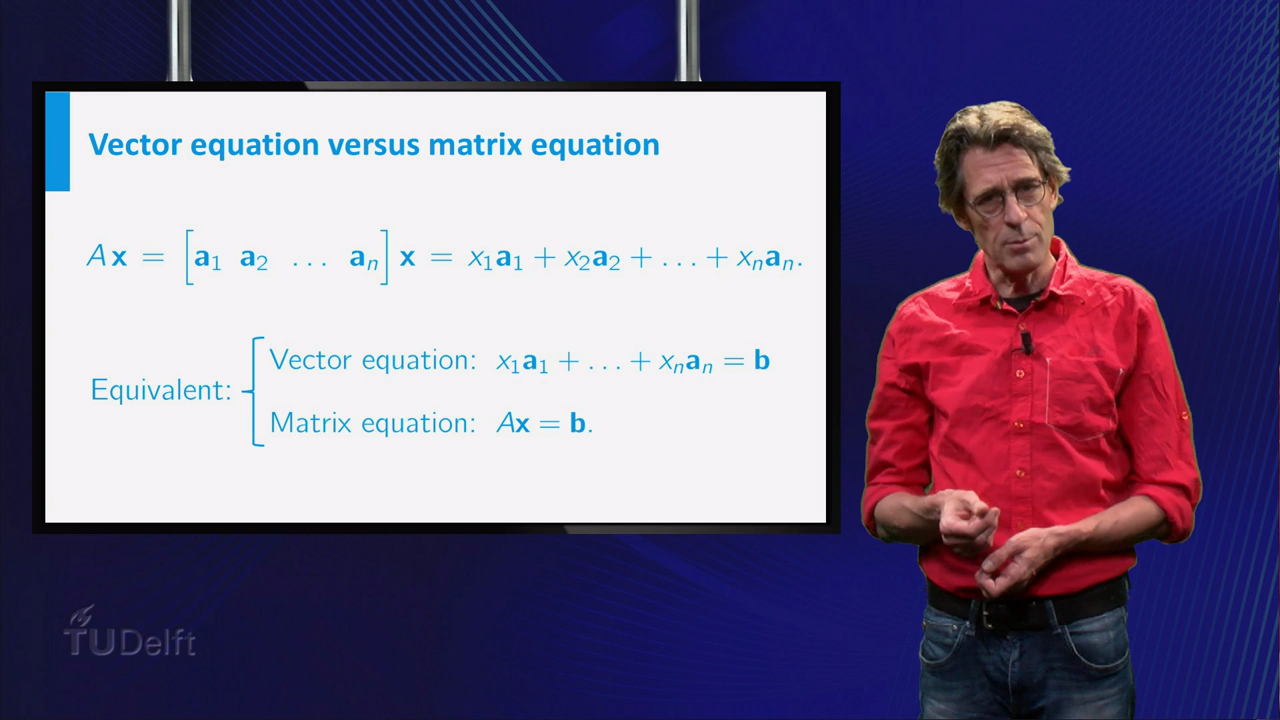 Vector equation versus matrix equation
Ax = [a₁ a₂ ... aₙ] x = x₁a₁ + x₂a₂ + ... + xₙaₙ.
Equivalent:
Vector equation: x₁a₁ + ... + xₙaₙ = b
Matrix equation: Ax = b.
TUDelft